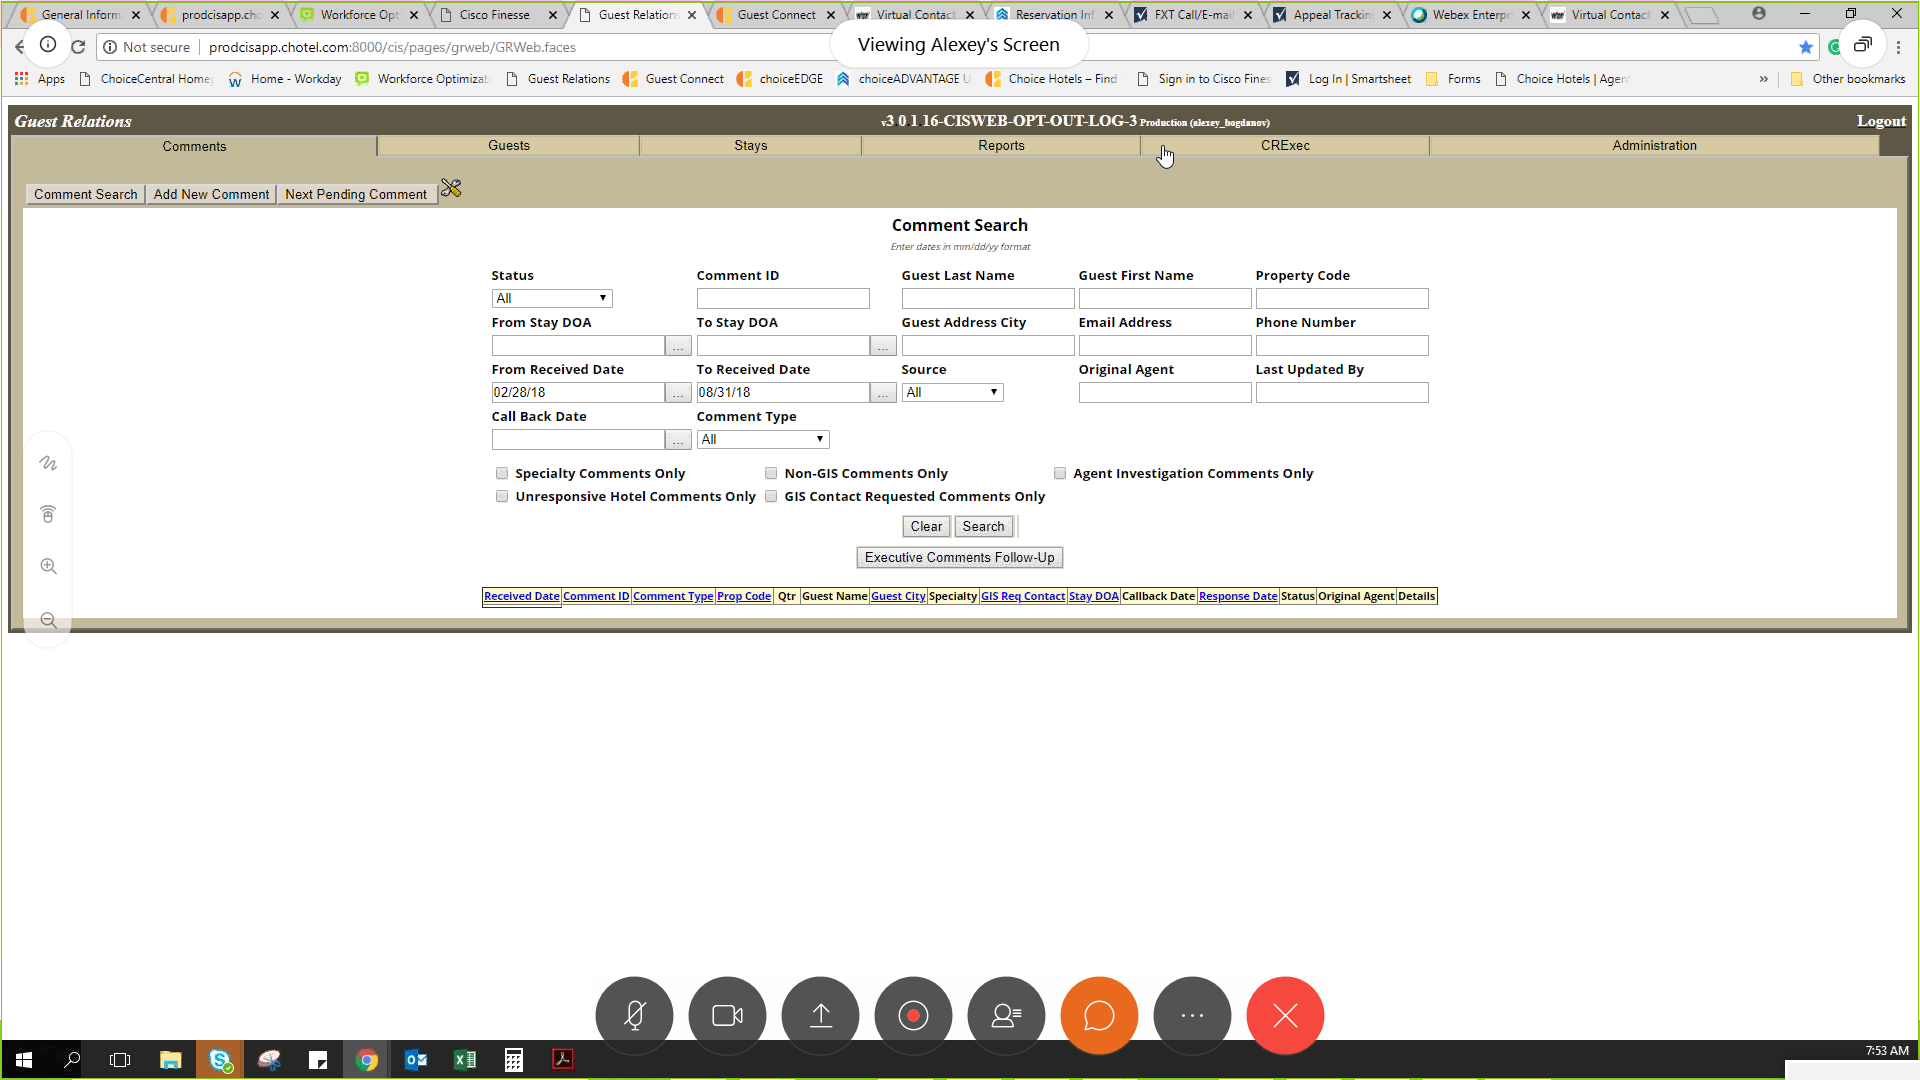 General Inform
prodcisapp.cho
Workforce Opt
Cisco Finesse
Guest Relation
Guest Connect
Virtual Contact
Reservation Inf
FXT Call/E-mail
Appeal Trackin
Webex Enterpr
Virtual Contact
Not secure
prodcisapp.chotel.com:8000/cis/pages/grweb/GRWeb.faces
Viewing Alexey's Screen
Apps
ChoiceCentral Home
Home - Workday
Workforce Optimizat
Guest Relations
Guest Connect
choiceEDGE
choiceADVANTAGE U
Choice Hotels – Find
Sign in to Cisco Fines
Log In | Smartsheet
Forms
Choice Hotels | Agen
»
Other bookmarks
Guest Relations
v3 0 1 16-CISWEB-OPT-OUT-LOG-3 Production (alexey_bogdanov)
Logout
Comments
Guests
Stays
Reports
CRExec
Administration
Comment Search
Add New Comment
Next Pending Comment
Comment Search
Enter dates in mm/dd/yy format
Status
Comment ID
Guest Last Name
Guest First Name
Property Code
All
From Stay DOA
To Stay DOA
Guest Address City
Email Address
Phone Number
...
...
From Received Date
To Received Date
Source
Original Agent
Last Updated By
02/28/18
...
08/31/18
...
All
Call Back Date
Comment Type
...
All
Specialty Comments Only
Non-GIS Comments Only
Agent Investigation Comments Only
Unresponsive Hotel Comments Only
GIS Contact Requested Comments Only
Clear
Search
Executive Comments Follow-Up
Received Date
Comment ID
Comment Type
Prop Code
Qtr
Guest Name
Guest City
Specialty
GIS Req Contact
Stay DOA
Callback Date
Response Date
Status
Original Agent
Details
7:53 AM